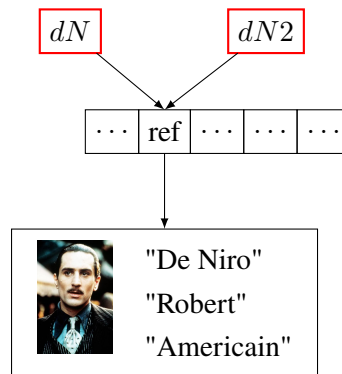 dN dN2
··· ref ··· ··· ···
"De Niro"
"Robert"
"Americain"